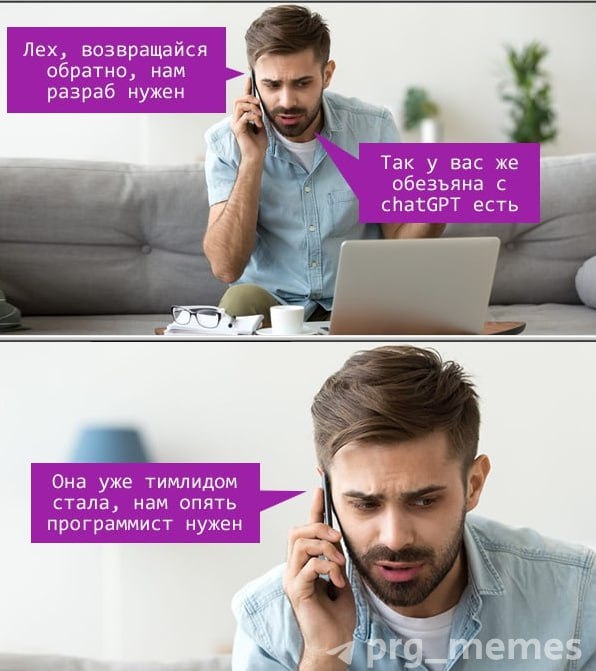 Лех, возвращайся
обратно, нам
разраб нужен
Так у вас же
обезъяна с
chatGPT есть
Она уже тимлидом
стала, нам опять
программист нужен
prg_memes